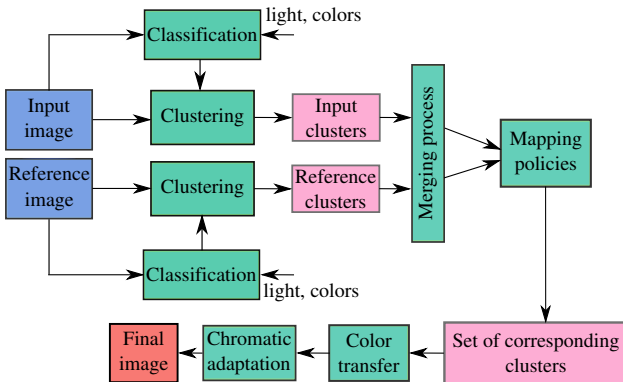 light, colors
Classification
Input
image
Clustering
Input
clusters
Merging process
Mapping
policies
Reference
image
Clustering
Reference
clusters
Classification
light, colors
Final
image
Chromatic
adaptation
Color
transfer
Set of corresponding
clusters